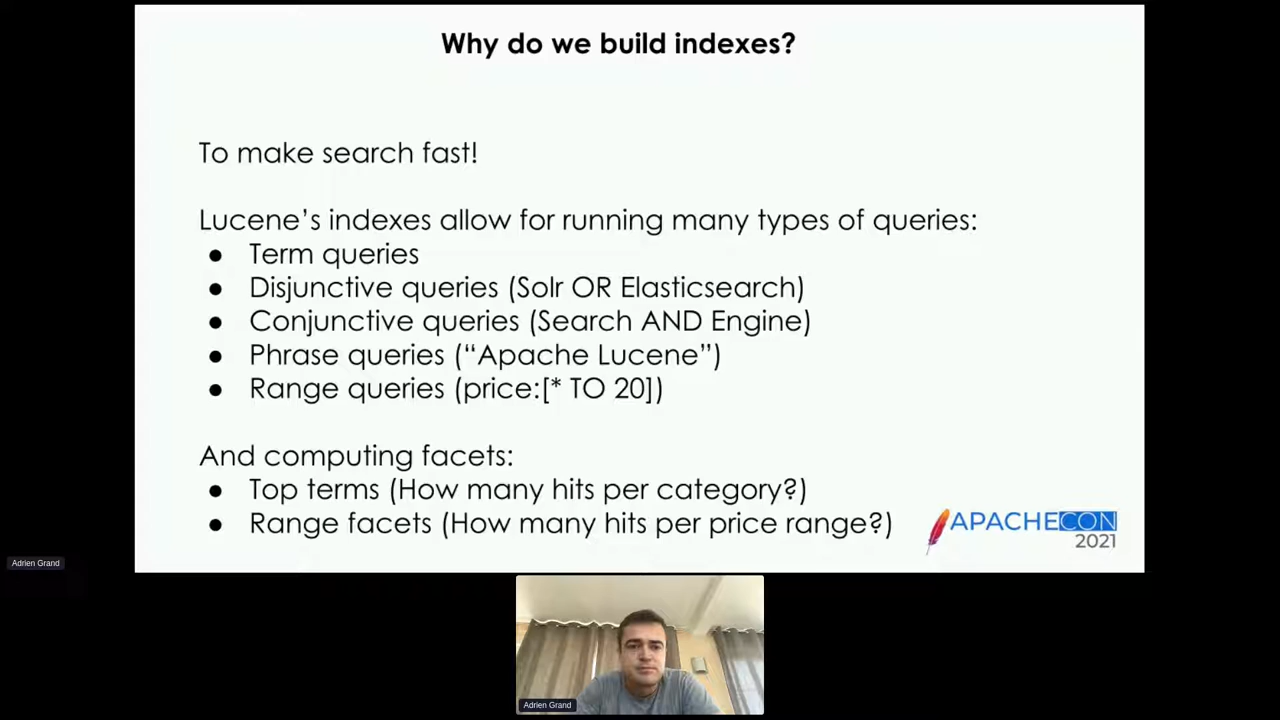 Why do we build indexes?
To make search fast!
Lucene’s indexes allow for running many types of queries:
● Term queries
● Disjunctive queries (Solr OR Elasticsearch)
● Conjunctive queries (Search AND Engine)
● Phrase queries (“Apache Lucene”)
● Range queries (price:[* TO 20])
And computing facets:
● Top terms (How many hits per category?)
● Range facets (How many hits per price range?)
APACHECON
2021
Adrien Grand
Adrien Grand